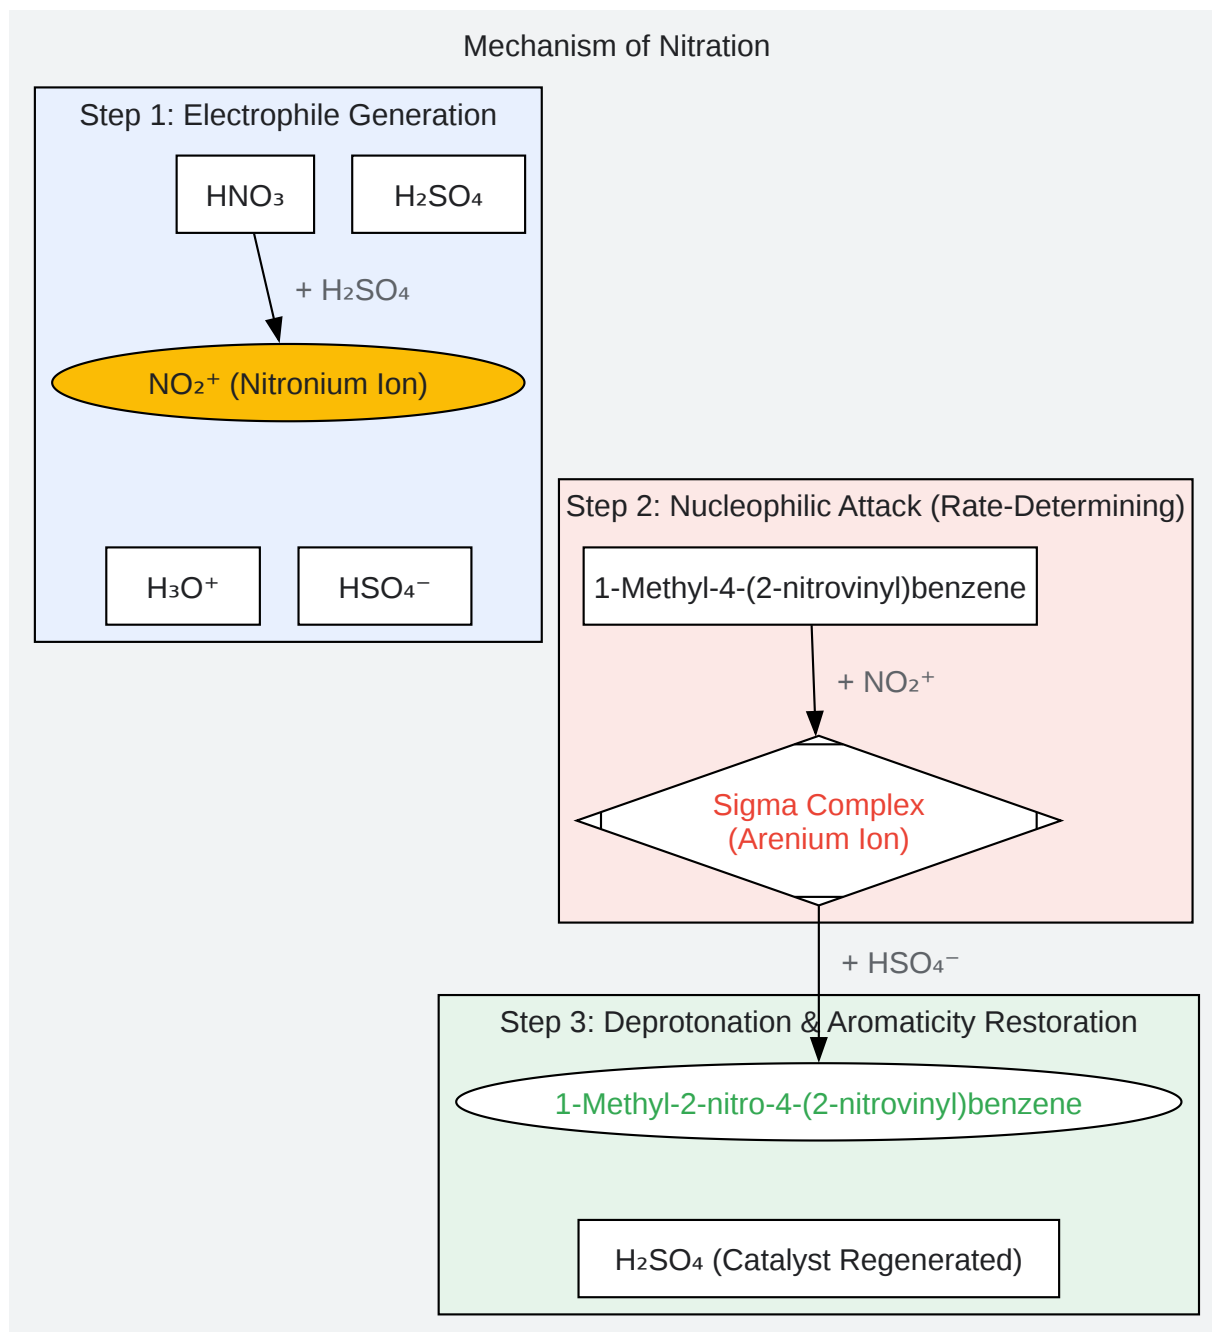 Mechanism of Nitration
Step 1: Electrophile Generation
HNO₃
H₂SO₄
+ H₂SO₄
NO₂⁺ (Nitronium Ion)
H₃O⁺
HSO₄⁻
Step 2: Nucleophilic Attack (Rate-Determining)
1-Methyl-4-(2-nitrovinyl)benzene
+ NO₂⁺
Sigma Complex
(Arenium Ion)
+ HSO₄⁻
Step 3: Deprotonation & Aromaticity Restoration
1-Methyl-2-nitro-4-(2-nitrovinyl)benzene
H₂SO₄ (Catalyst Regenerated)